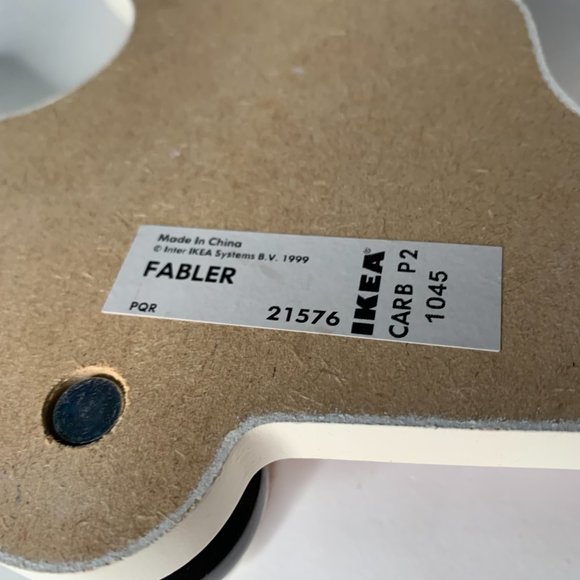 Made In China
© Inter IKEA Systems B.V. 1999
FABLER
PQR
21576
IKEA®
CARB P2
1045